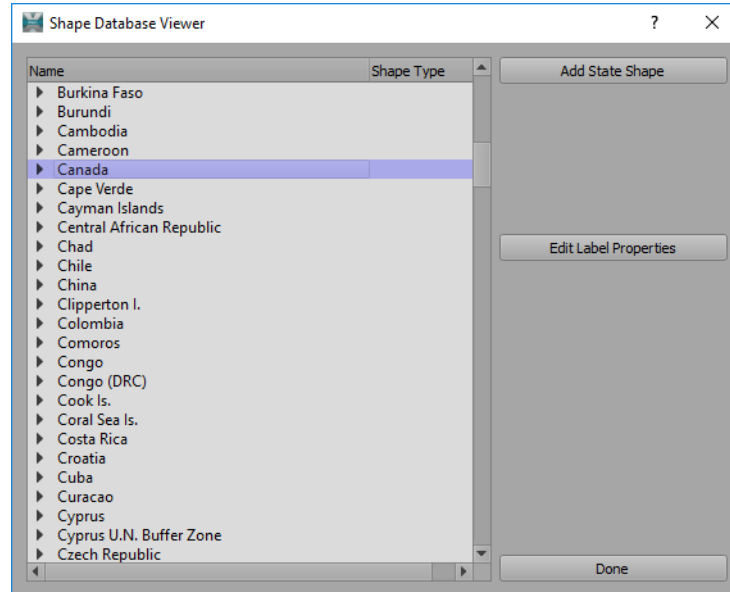 Shape Database Viewer
?
Name Shape Type
Add State Shape
Burkina Faso
Burundi
Cambodia
Cameroon
Canada
Cape Verde
Cayman Islands
Central African Republic
Chad
Edit Label Properties
Chile
China
Clipperton I.
Colombia
Comoros
Congo
Congo (DRC)
Cook Is.
Coral Sea Is.
Costa Rica
Croatia
Cuba
Curacao
Cyprus
Cyprus U.N. Buffer Zone
Czech Republic
Done